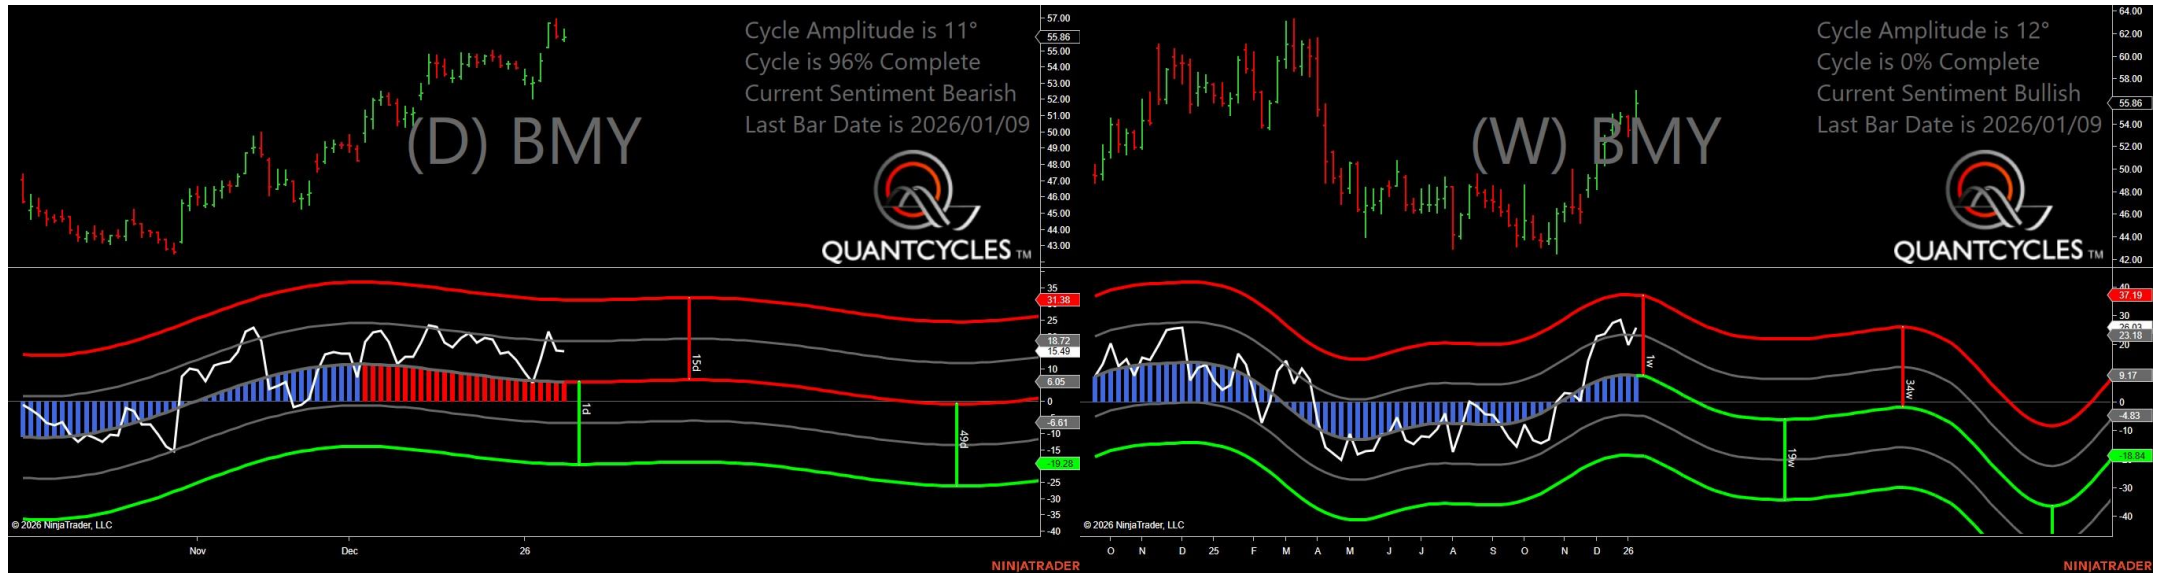 Cycle Amplitude is 11°
Cycle is 96% Complete
Current Sentiment Bearish
Last Bar Date is 2026/01/09
(D) BMY
QUANTCYCLES TM
57.00
55.86
55.00
54.00
53.00
52.00
51.00
50.00
49.00
48.00
47.00
46.00
45.00
44.00
43.00
35
31.38
25
18.72
15.49
10
6.05
0
-6.61
-10
-15
-19.28
-25
-30
-35
-40
15d
1d
49d
© 2026 NinjaTrader, LLC
Nov
Dec
26
NINJATRADER
Cycle Amplitude is 12°
Cycle is 0% Complete
Current Sentiment Bullish
Last Bar Date is 2026/01/09
(W) BMY
QUANTCYCLES TM
64.00
62.00
60.00
58.00
55.86
54.00
52.00
50.00
48.00
46.00
44.00
42.00
40
37.19
30
26.03
23.18
20
9.17
0
-4.83
-10
-18.84
-30
-40
1w
34w
19w
© 2026 NinjaTrader, LLC
O N D 25 F M A M J J A S O N D 26
NINJATRADER